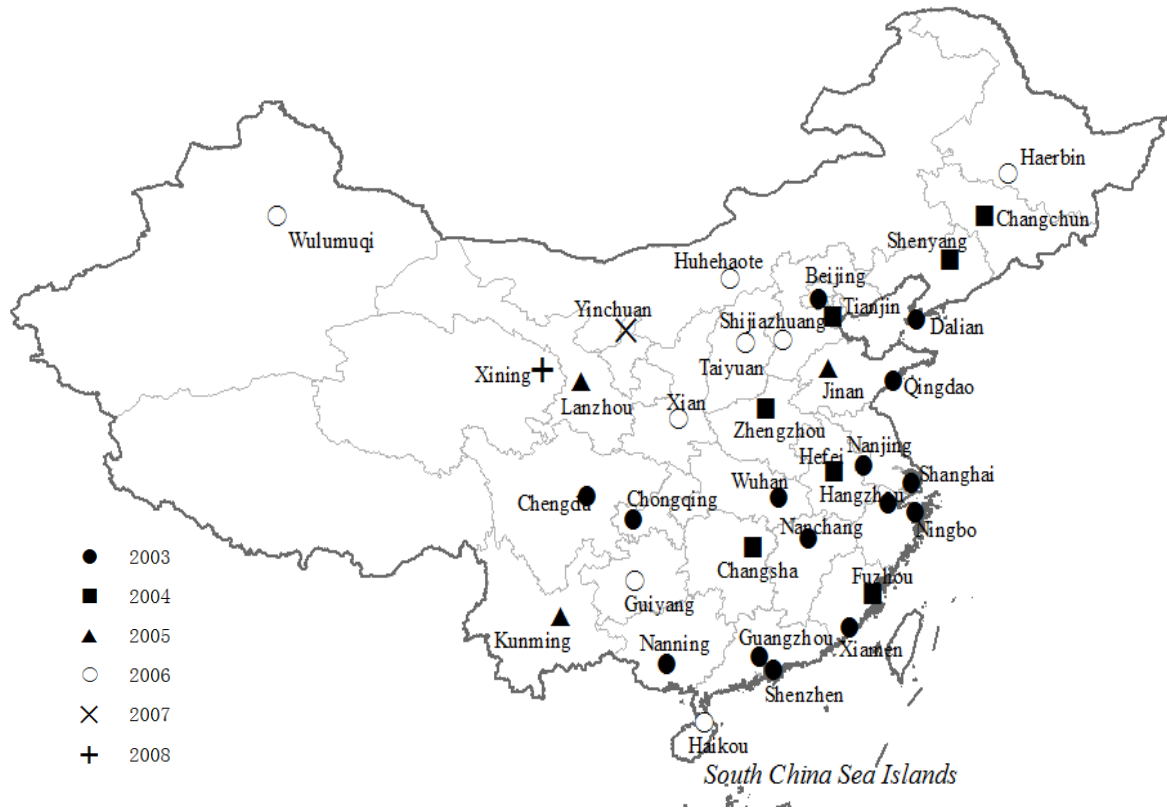 Haerbin
Changchun
Wulumuqi
Shenyang
Huhehaote
Beijing
Yinchuan
Tianjin
Shijiazhuang
Dalian
Taiyuan
Xining
Jinan
Qingdao
Lanzhou
Xian
Zhengzhou
Nanjing
Hefei
Shanghai
Wuhan
Hangzhou
Chengdu
Chongqing
Nanchang
Ningbo
2003
Changsha
Fuzhou
2004
Guiyang
2005
Kunming
Nanning
Guangzhou
Xiamen
2006
Shenzhen
2007
Haikou
2008
South China Sea Islands